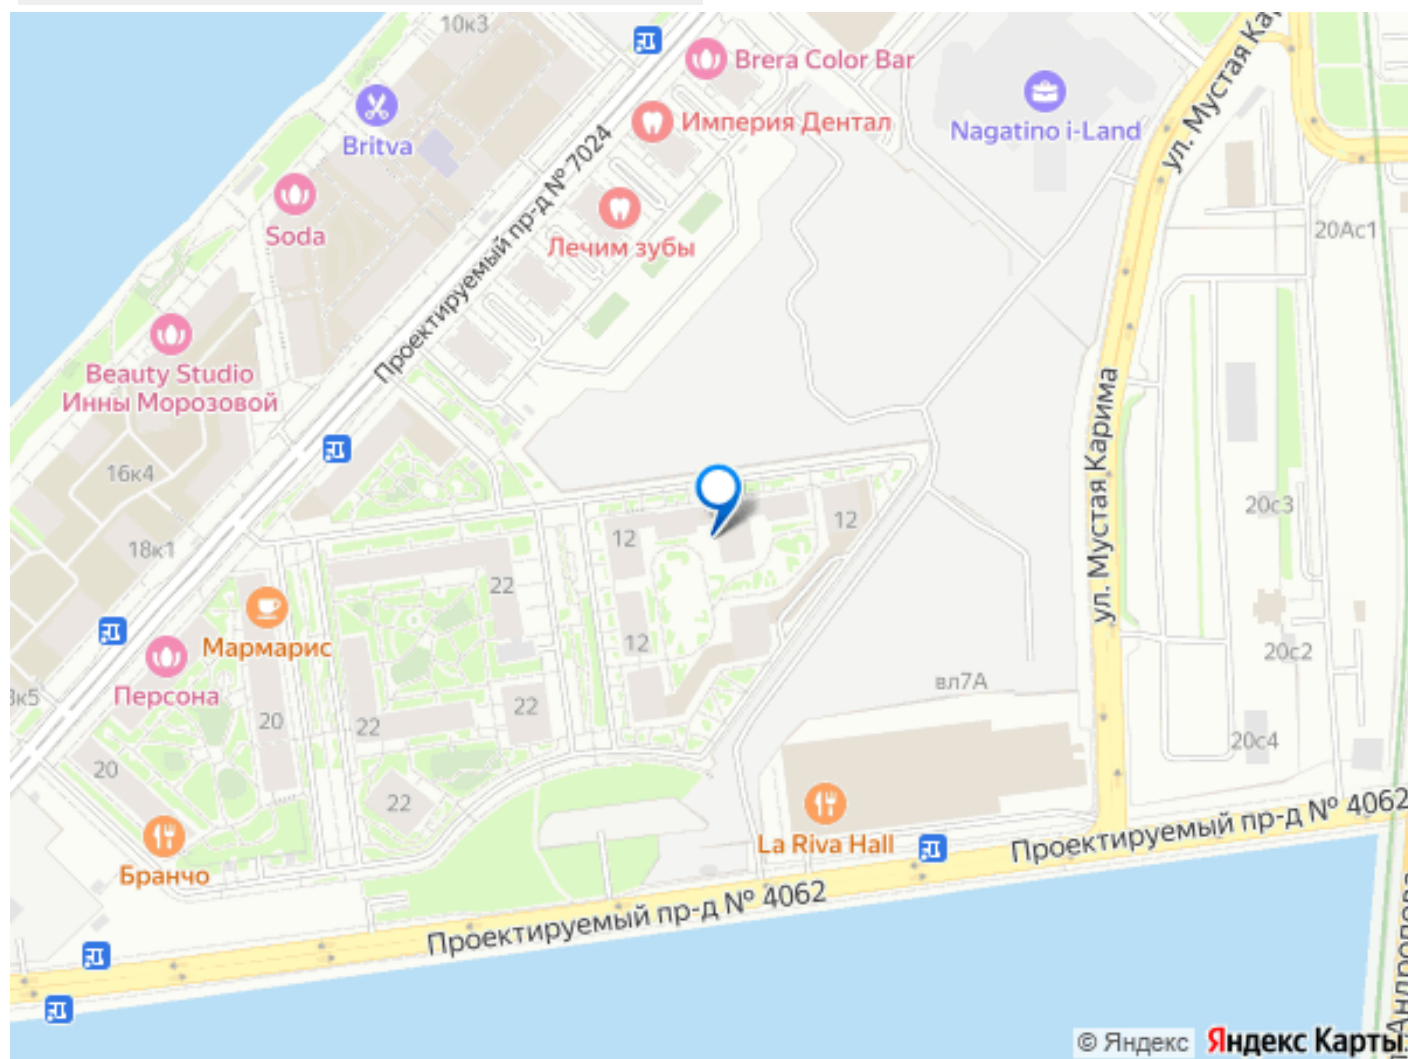 10к3
Brera Color Bar
Britva
Империя Дентал
Nagatino i-Land
ул. Мустая Ка
Soda
Проектируемый пр-д № 7024
Лечим зубы
20Ас1
Beauty Studio
Инны Морозовой
16к4
ул. Мустая Карима
18к1
12
12
20с3
22
12
Мармарис
20с2
Персона
к5
вл7А
20
22
22
20с4
20
22
La Riva Hall
Проектируемый пр-д № 4062
Бранчо
Проектируемый пр-д № 4062
Андропова
© Яндекс
Яндекс Карты